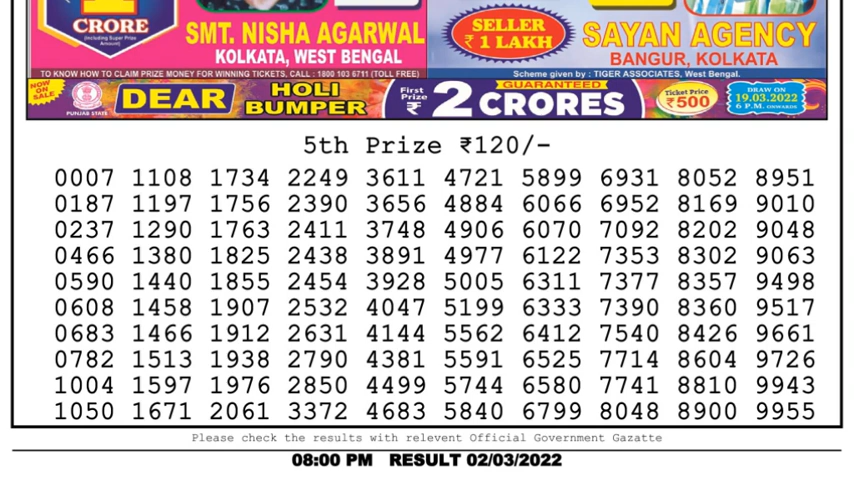 CRORE
(Including Super Prize
Amount)
SMT. NISHA AGARWAL
KOLKATA, WEST BENGAL
SELLER
₹ 1 LAKH
SAYAN AGENCY
BANGUR, KOLKATA
TO KNOW HOW TO CLAIM PRIZE MONEY FOR WINNING TICKETS, CALL : 1800 103 6711 (TOLL FREE)
Scheme given by : TIGER ASSOCIATES, West Bengal.
NOW ON SALE
PUNJAB STATE
DEAR
HOLI BUMPER
First Prize ₹
GUARANTEED
2 CRORES
Ticket Price
₹500
DRAW ON
19.03.2022
6 P.M. ONWARDS
5th Prize ₹120/-
0007 1108 1734 2249 3611 4721 5899 6931 8052 8951
0187 1197 1756 2390 3656 4884 6066 6952 8169 9010
0237 1290 1763 2411 3748 4906 6070 7092 8202 9048
0466 1380 1825 2438 3891 4977 6122 7353 8302 9063
0590 1440 1855 2454 3928 5005 6311 7377 8357 9498
0608 1458 1907 2532 4047 5199 6333 7390 8360 9517
0683 1466 1912 2631 4144 5562 6412 7540 8426 9661
0782 1513 1938 2790 4381 5591 6525 7714 8604 9726
1004 1597 1976 2850 4499 5744 6580 7741 8810 9943
1050 1671 2061 3372 4683 5840 6799 8048 8900 9955
Please check the results with relevent Official Government Gazatte
08:00 PM RESULT 02/03/2022